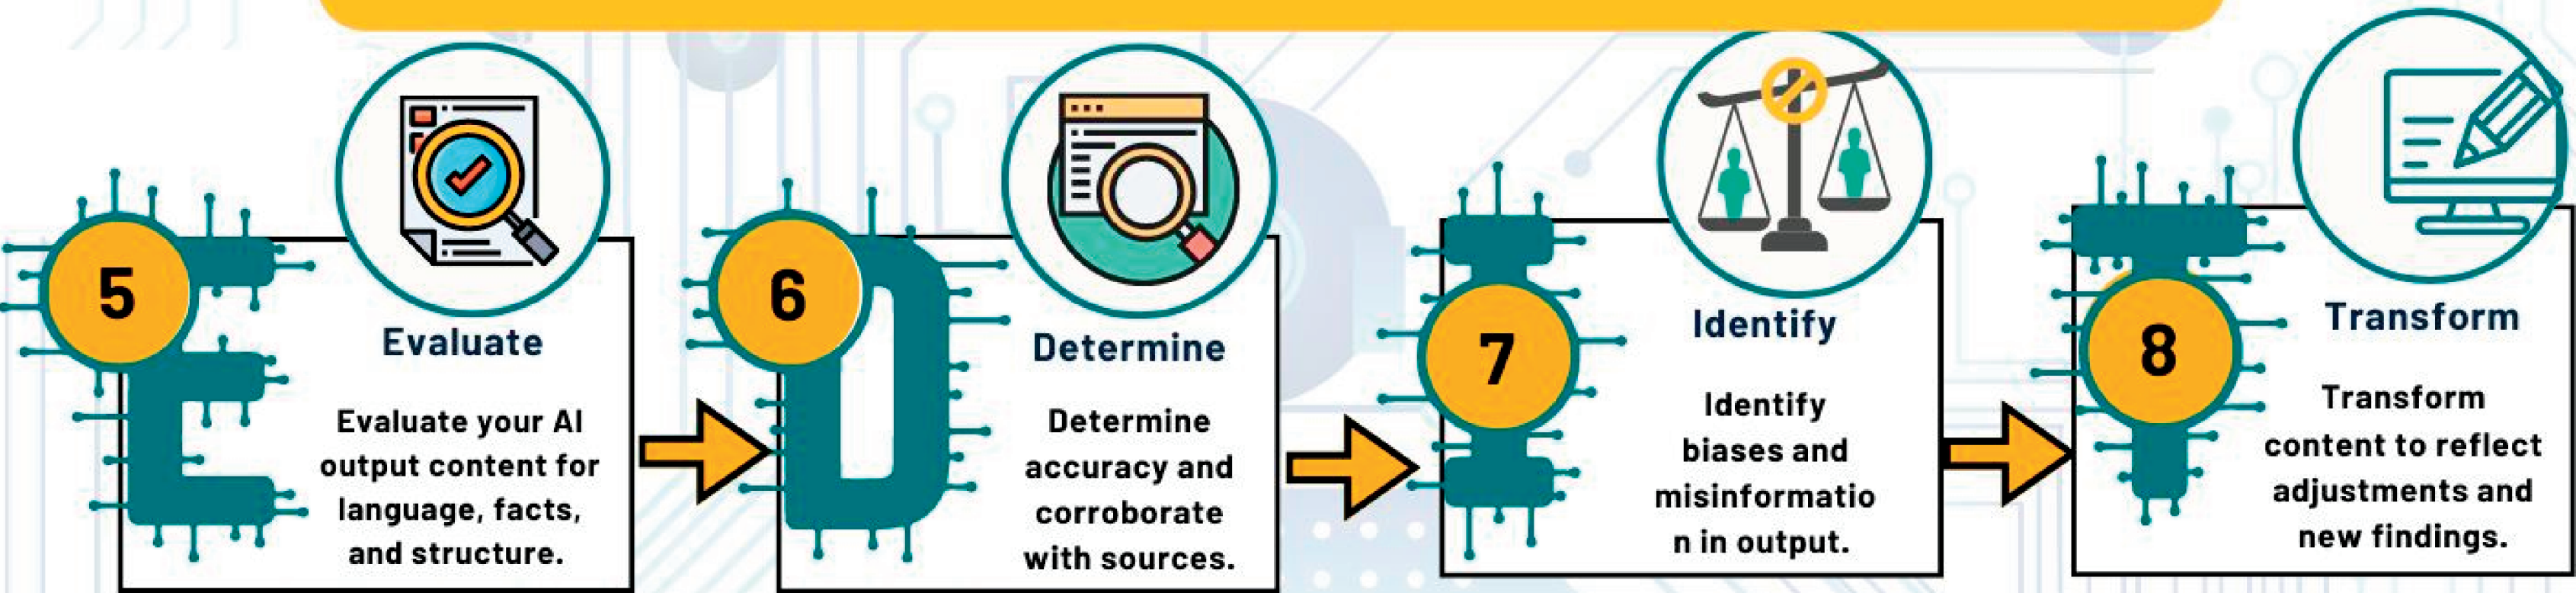 5
E
Evaluate
Evaluate your AI
output content for
language, facts,
and structure.
6
D
Determine
Determine
accuracy and
corroborate
with sources.
7
I
Identify
Identify
biases and
misinformatio
n in output.
8
T
Transform
Transform
content to reflect
adjustments and
new findings.